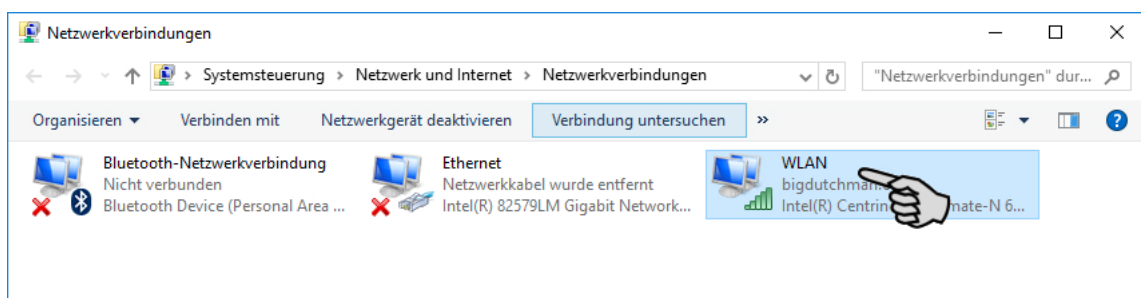 Netzwerkverbindungen
Systemsteuerung > Netzwerk und Internet > Netzwerkverbindungen
"Netzwerkverbindungen" dur...
Organisieren Verbinden mit Netzwerkgerät deaktivieren Verbindung untersuchen »
Bluetooth-Netzwerkverbindung
Nicht verbunden
Bluetooth Device (Personal Area ...
Ethernet
Netzwerkkabel wurde entfernt
Intel(R) 82579LM Gigabit Network...
WLAN
bigdutchman.
Intel(R) mate-N 6...